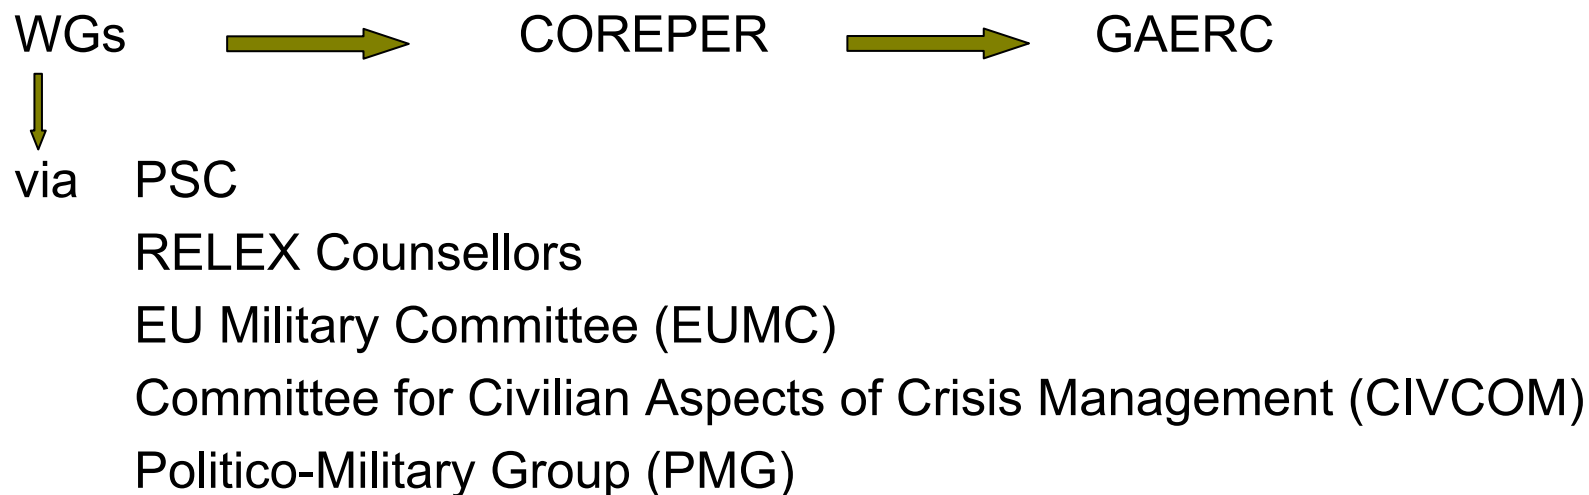 WGs COREPER GAERC
via PSC
RELEX Counsellors
EU Military Committee (EUMC)
Committee for Civilian Aspects of Crisis Management (CIVCOM)
Politico-Military Group (PMG)